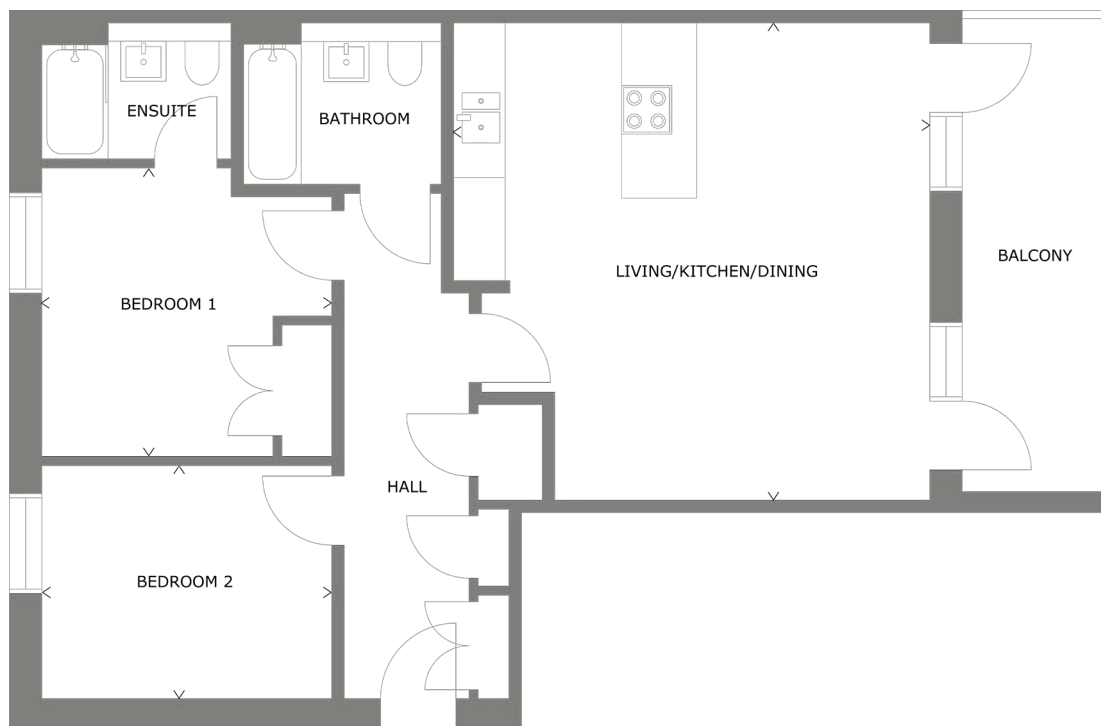 ENSUITE
BATHROOM
LIVING/KITCHEN/DINING
BALCONY
BEDROOM 1
HALL
BEDROOM 2